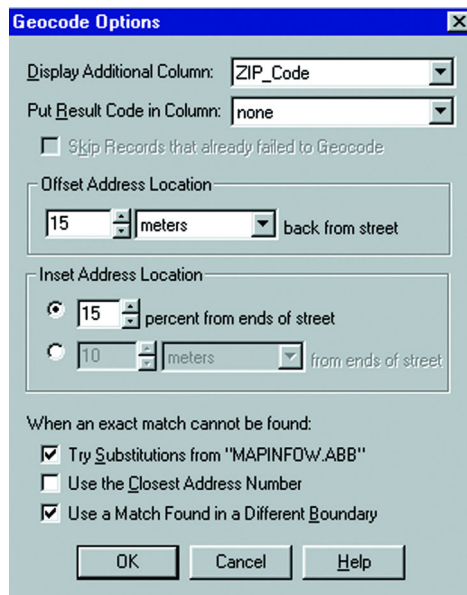 Geocode Options
Display Additional Column: ZIP_Code
Put Result Code in Column: none
Skip Records that already failed to Geocode
Offset Address Location
15 meters back from street
Inset Address Location
15 percent from ends of street
10 meters from ends of street
When an exact match cannot be found:
Try Substitutions from "MAPINFOW.ABB"
Use the Closest Address Number
Use a Match Found in a Different Boundary
OK Cancel Help